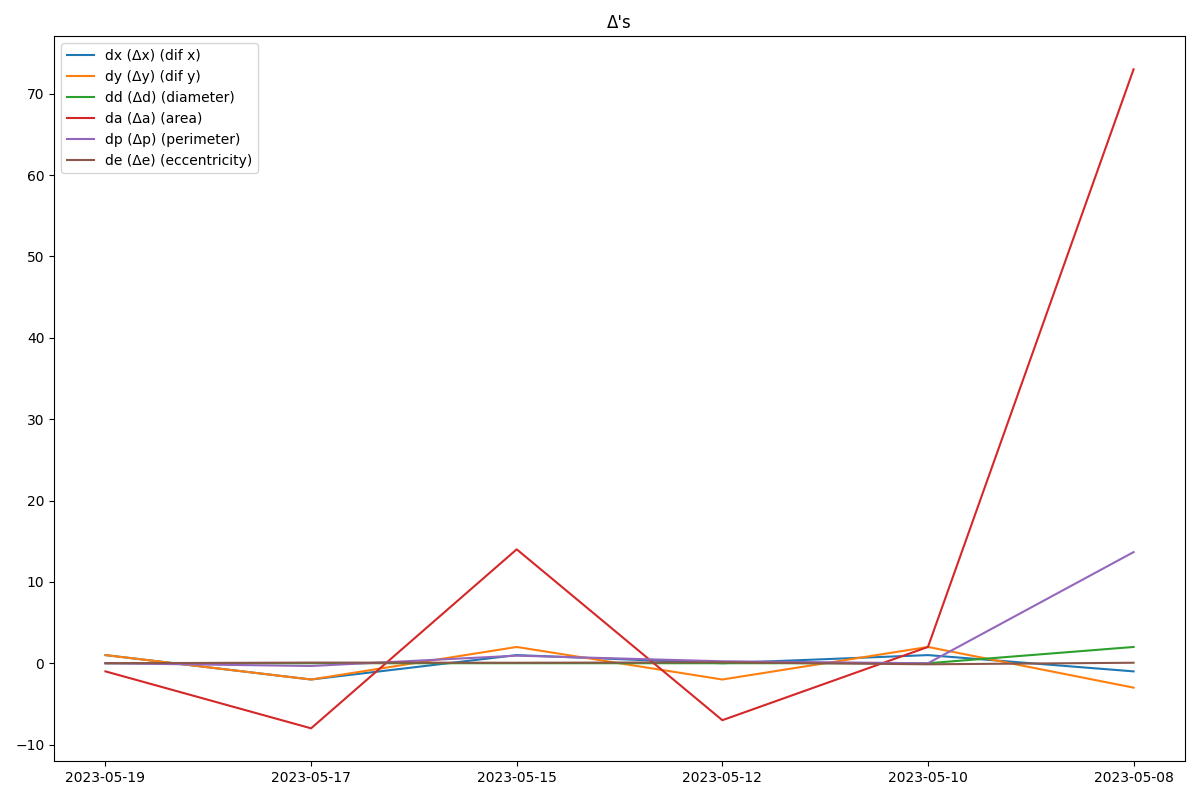 Δ's
dx (Δx) (dif x)
dy (Δy) (dif y)
dd (Δd) (diameter)
da (Δa) (area)
dp (Δp) (perimeter)
de (Δe) (eccentricity)
70
60
50
40
30
20
10
0
−10
2023-05-19 2023-05-17 2023-05-15 2023-05-12 2023-05-10 2023-05-08